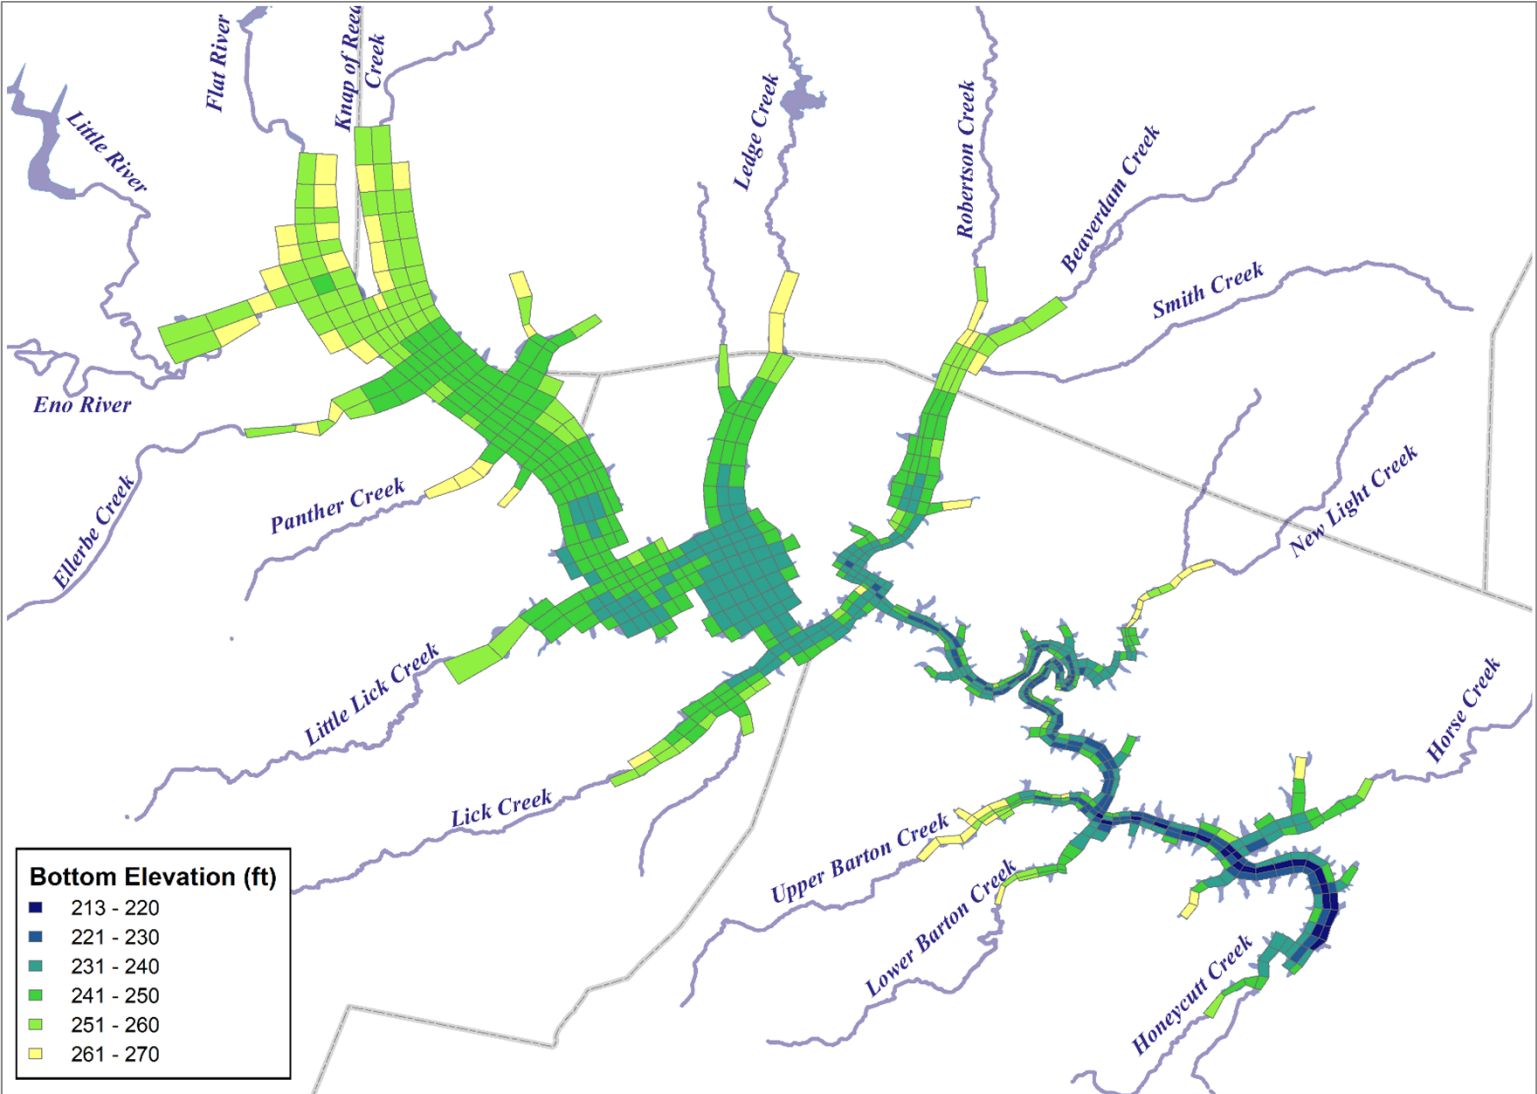 Flat River
Knap of Reed
Creek
Little River
Ledge Creek
Robertson Creek
Beaverdam Creek
Smith Creek
Eno River
Ellerbe Creek
Panther Creek
New Light Creek
Little Lick Creek
Horse Creek
Lick Creek
Upper Barton Creek
Lower Barton Creek
Honeycutt Creek
Bottom Elevation (ft)
213 - 220
221 - 230
231 - 240
241 - 250
251 - 260
261 - 270